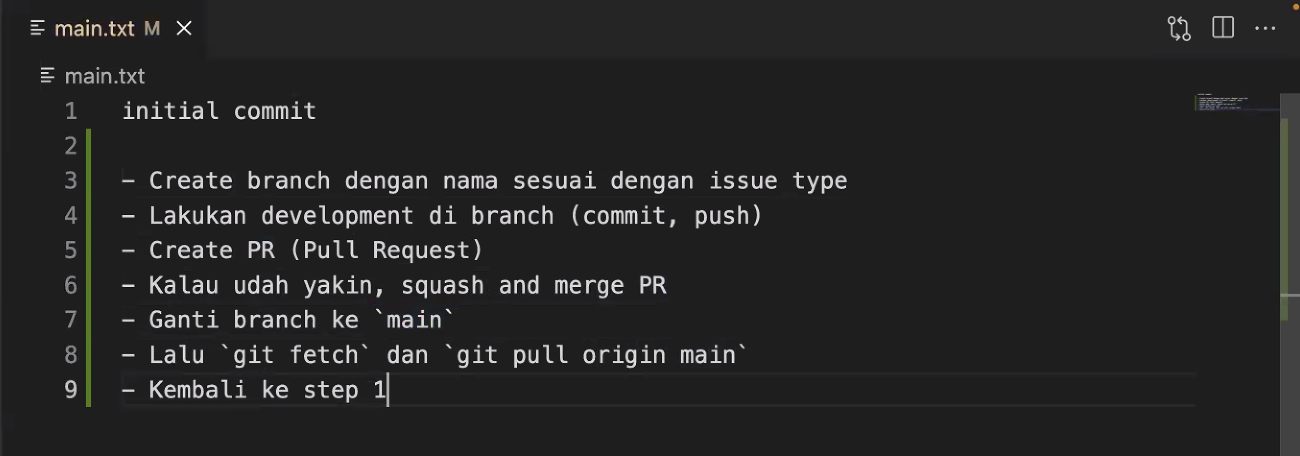 main.txt M
main.txt
1 initial commit
2
3 - Create branch dengan nama sesuai dengan issue type
4 - Lakukan development di branch (commit, push)
5 - Create PR (Pull Request)
6 - Kalau udah yakin, squash and merge PR
7 - Ganti branch ke `main`
8 - Lalu `git fetch` dan `git pull origin main`
9 - Kembali ke step 1